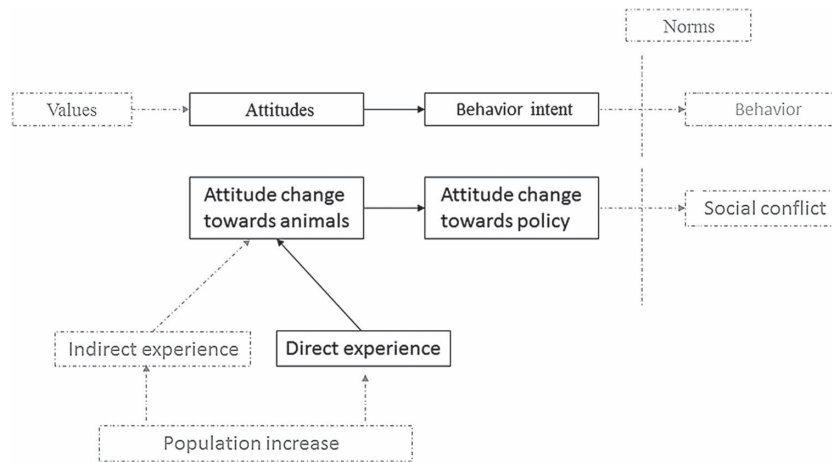 Norms
Values
Attitudes
Behavior intent
Behavior
Attitude change
towards animals
Attitude change
towards policy
Social conflict
Indirect experience
Direct experience
Population increase